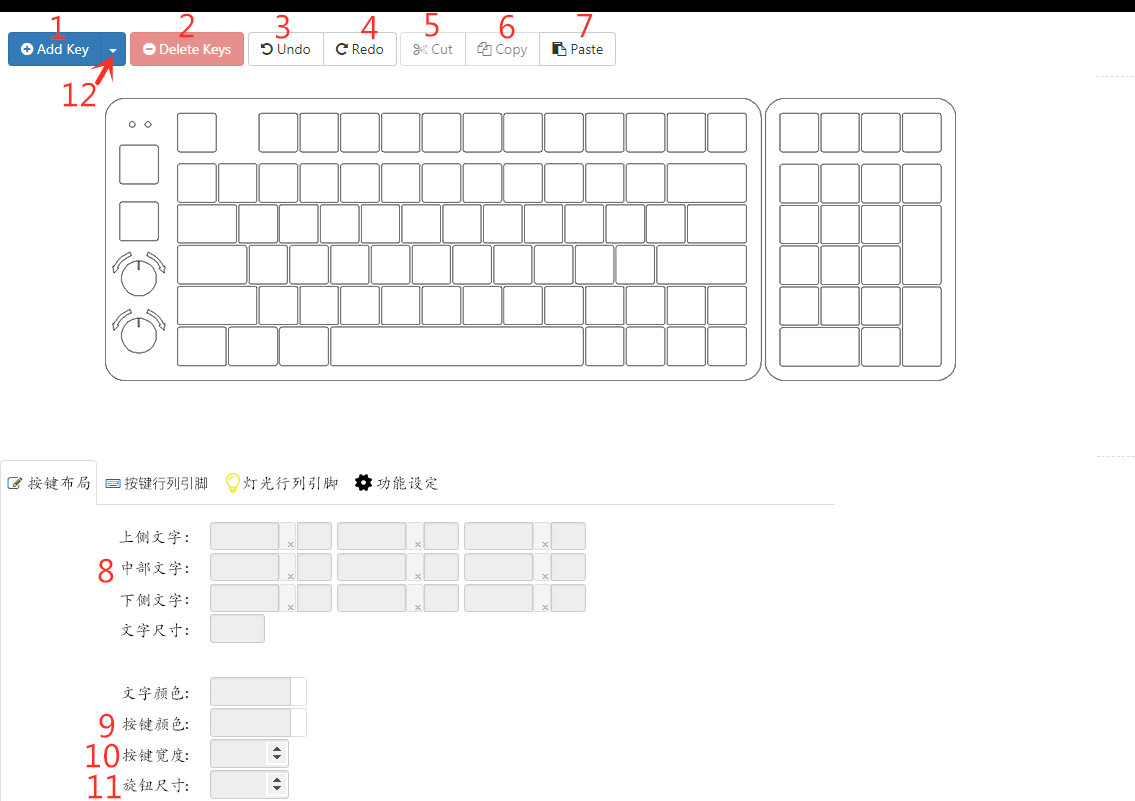 1 2 3 4 5 6 7
Add Key Delete Keys Undo Redo Cut Copy Paste
12
按键布局 按键行列引脚 灯光行列引脚 功能设定
上侧文字:
8 中部文字:
下侧文字:
文字尺寸:
文字颜色:
9 按键颜色:
10 按键宽度:
11 旋钮尺寸: